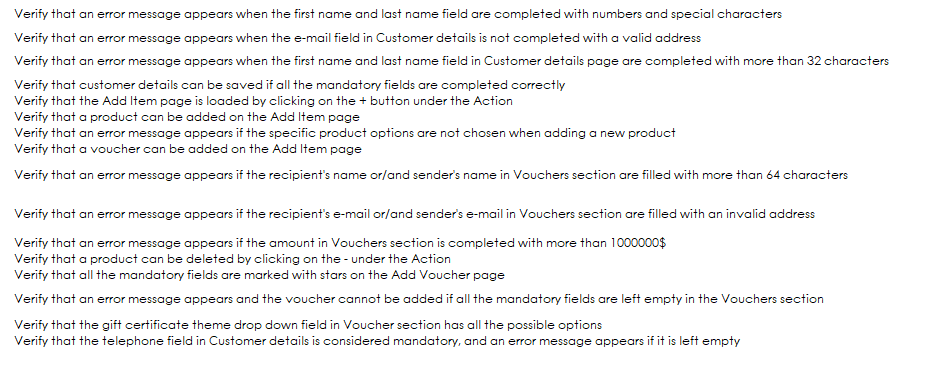 Verify that an error message appears when the first name and last name field are completed with numbers and special characters
Verify that an error message appears when the e-mail field in Customer details is not completed with a valid address
Verify that an error message appears when the first name and last name field in Customer details page are completed with more than 32 characters
Verify that customer details can be saved if all the mandatory fields are completed correctly
Verify that the Add Item page is loaded by clicking on the + button under the Action
Verify that a product can be added on the Add Item page
Verify that an error message appears if the specific product options are not chosen when adding a new product
Verify that a voucher can be added on the Add Item page
Verify that an error message appears if the recipient's name or/and sender's name in Vouchers section are filled with more than 64 characters
Verify that an error message appears if the recipient's e-mail or/and sender's e-mail in Vouchers section are filled with an invalid address
Verify that an error message appears if the amount in Vouchers section is completed with more than 1000000$
Verify that a product can be deleted by clicking on the - under the Action
Verify that all the mandatory fields are marked with stars on the Add Voucher page
Verify that an error message appears and the voucher cannot be added if all the mandatory fields are left empty in the Vouchers section
Verify that the gift certificate theme drop down field in Voucher section has all the possible options
Verify that the telephone field in Customer details is considered mandatory, and an error message appears if it is left empty